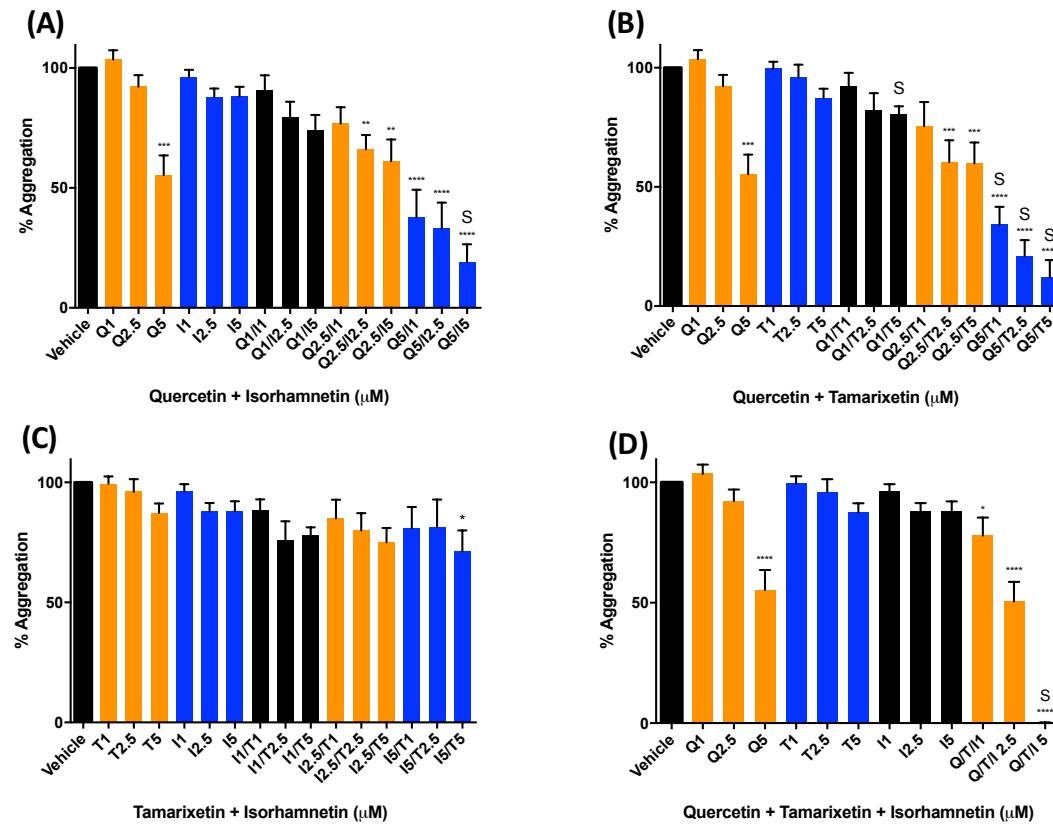 (A)
% Aggregation
100
50
0
***
**
**
****
****
S
****
Vehicle
Q1
Q2.5
Q5
I1
I2.5
I5
Q1/I1
Q1/I2.5
Q1/I5
Q2.5/I1
Q2.5/I2.5
Q2.5/I5
Q5/I1
Q5/I2.5
Q5/I5
Quercetin + Isorhamnetin (μM)
(B)
% Aggregation
100
50
0
***
S
***
***
S
****
S
****
S
Vehicle
Q1
Q2.5
Q5
T1
T2.5
T5
Q1/T1
Q1/T2.5
Q1/T5
Q2.5/T1
Q2.5/T2.5
Q2.5/T5
Q5/T1
Q5/T2.5
Q5/T5
Quercetin + Tamarixetin (μM)
(C)
% Aggregation
100
50
0
*
Vehicle
T1
T2.5
T5
I1
I2.5
I5
I1/T1
I1/T2.5
I1/T5
I2.5/T1
I2.5/T2.5
I2.5/T5
I5/T1
I5/T2.5
I5/T5
Tamarixetin + Isorhamnetin (μM)
(D)
% Aggregation
100
50
0
****
*
****
S
****
Vehicle
Q1
Q2.5
Q5
T1
T2.5
T5
I1
I2.5
I5
Q/T/I1
Q/T/I 2.5
Q/T/I 5
Quercetin + Tamarixetin + Isorhamnetin (μM)